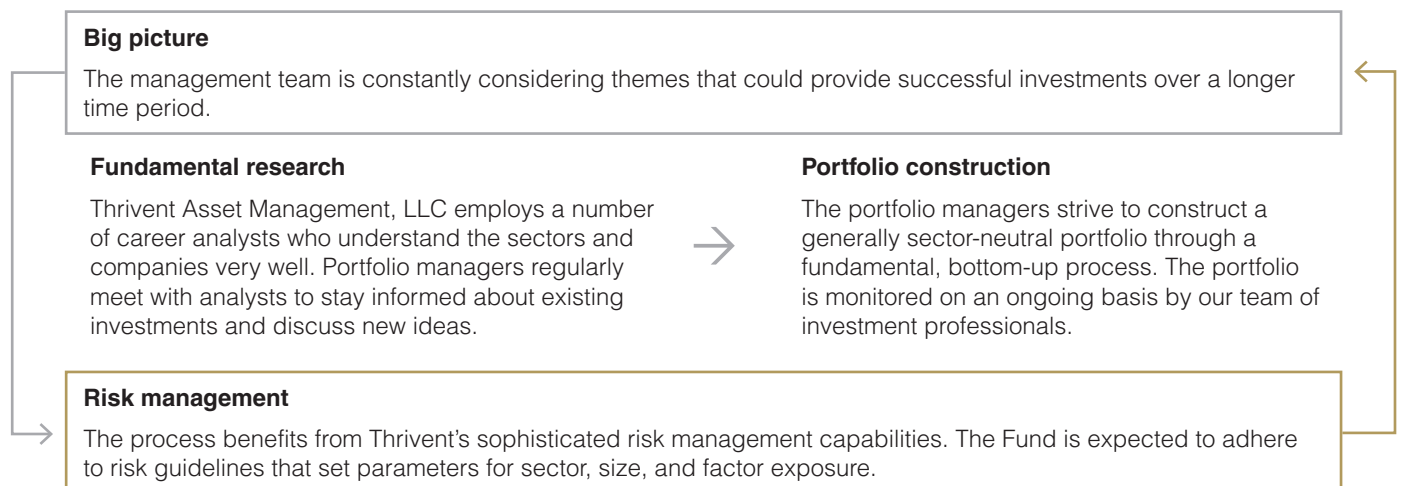 Big picture
The management team is constantly considering themes that could provide successful investments over a longer
time period.
Fundamental research
Thrivent Asset Management, LLC employs a number
of career analysts who understand the sectors and
companies very well. Portfolio managers regularly
meet with analysts to stay informed about existing
investments and discuss new ideas.
Portfolio construction
The portfolio managers strive to construct a
generally sector-neutral portfolio through a
fundamental, bottom-up process. The portfolio
is monitored on an ongoing basis by our team of
investment professionals.
Risk management
The process benefits from Thrivent’s sophisticated risk management capabilities. The Fund is expected to adhere
to risk guidelines that set parameters for sector, size, and factor exposure.